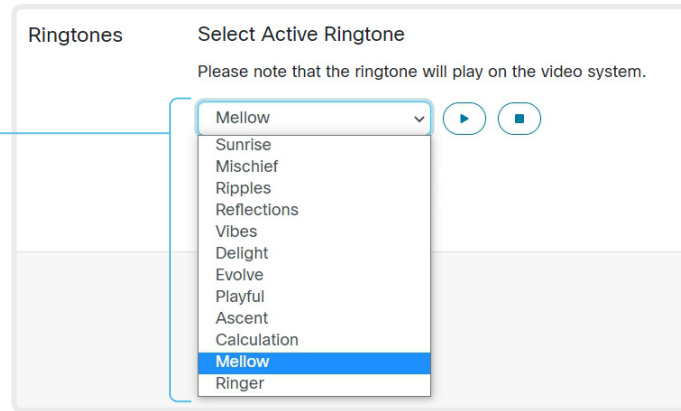 Ringtones
Select Active Ringtone
Please note that the ringtone will play on the video system.
Mellow
Sunrise
Mischief
Ripples
Reflections
Vibes
Delight
Evolve
Playful
Ascent
Calculation
Mellow
Ringer